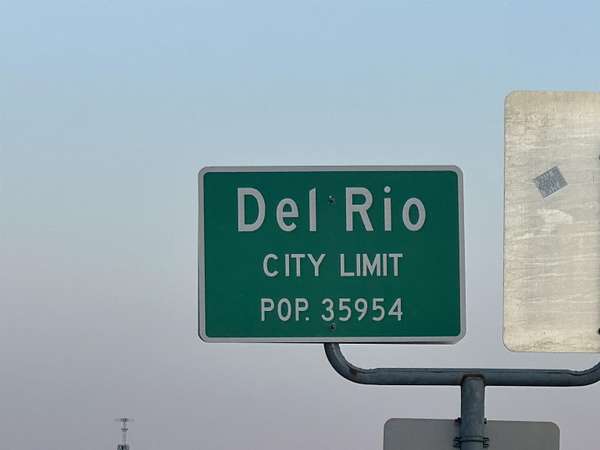 Del Rio
CITY LIMIT
POP. 35954